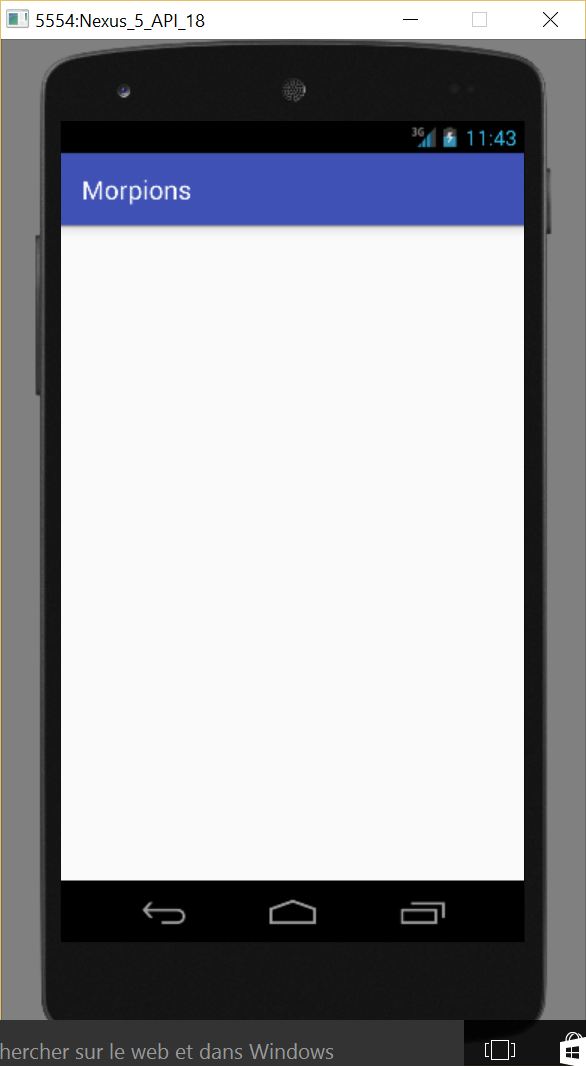 5554:Nexus_5_API_18
3G 11:43
Morpions
hercher sur le web et dans Windows